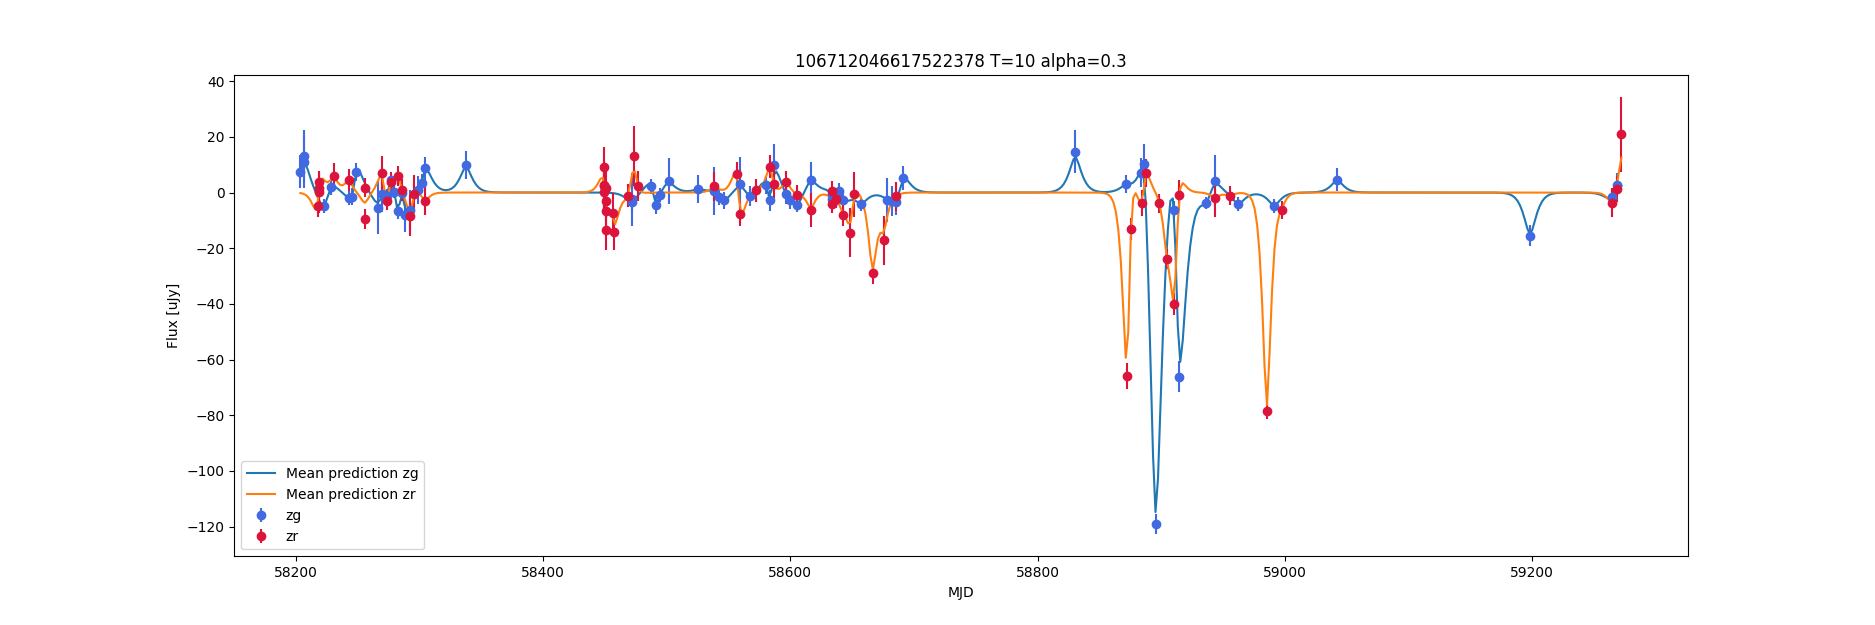 106712046617522378 T=10 alpha=0.3
40
20
0
−20
−40
−60
−80
−100
−120
Flux [uJy]
Mean prediction zg
Mean prediction zr
zg
zr
58200 58400 58600 58800 59000 59200
MJD